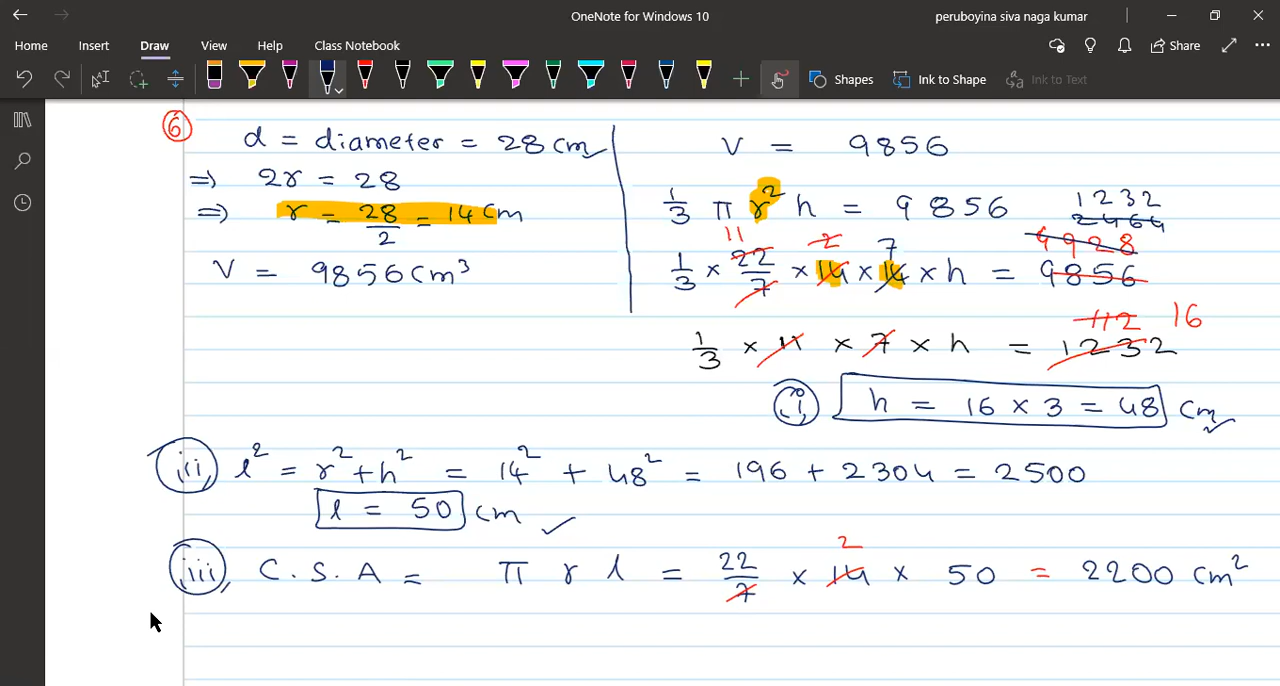 OneNote for Windows 10
peruboyina siva naga kumar
Home Insert Draw View Help Class Notebook
Share
Shapes Ink to Shape Ink to Text
⑥ d = diameter = 28 cm
⇒ 2r = 28
⇒ r = 28/2 = 14 cm
V = 9856 cm³
V = 9856
1/3 π r² h = 9856
1232
2464
4928
11 2 7
1/3 × 22/7 × 14 × 14 × h = 9856
112 16
1/3 × 11 × 7 × h = 1232
(i) h = 16 × 3 = 48 cm
(ii) l² = r² + h² = 14² + 48² = 196 + 2304 = 2500
l = 50 cm
2
(iii) C.S.A = π r l = 22/7 × 14 × 50 = 2200 cm²